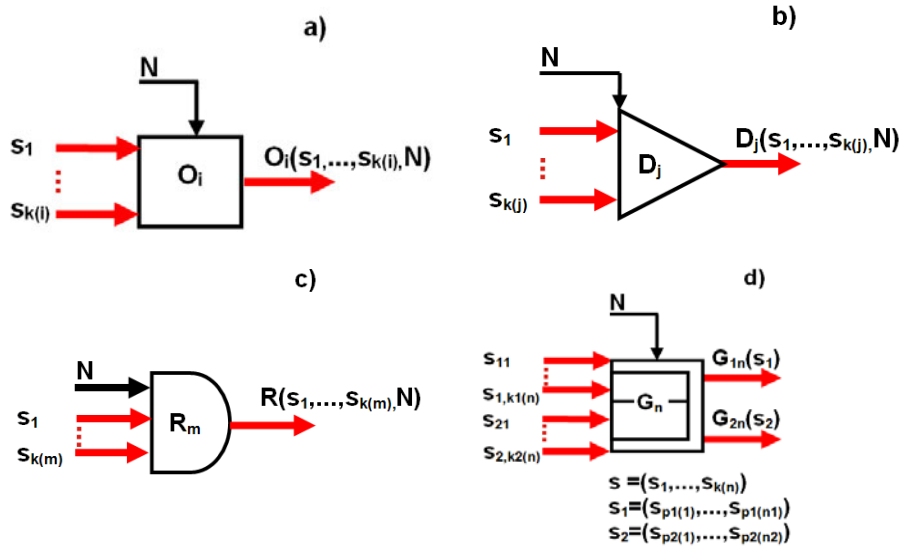 a)
N
s1
sk(i)
Oi
Oi(s1,...,sk(i),N)
b)
N
s1
sk(j)
Dj
Dj(s1,...,sk(j),N)
c)
N
s1
sk(m)
Rm
R(s1,...,sk(m),N)
d)
N
s11
s1,k1(n)
s21
s2,k2(n)
Gn
G1n(s1)
G2n(s2)
s =(s1,...,sk(n))
s1=(sp1(1),...,sp1(n1))
s2=(sp2(1),...,sp2(n2))